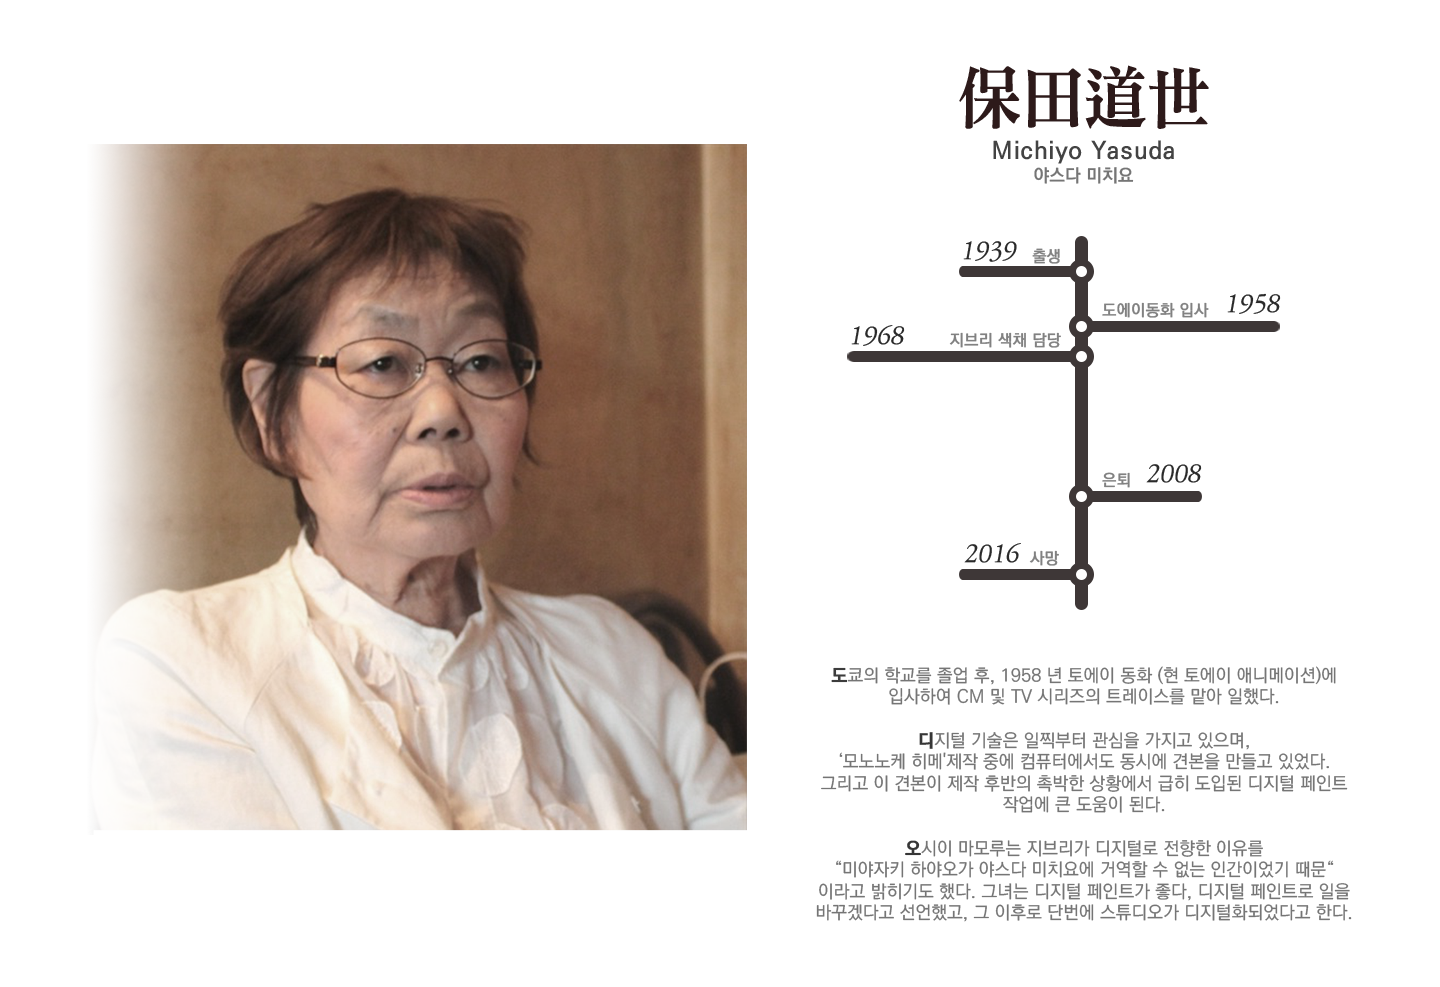 保田道世
Michiyo Yasuda
야스다 미치요
1939 출생
도에이동화 입사 1958
1968 지브리 색채 담당
은퇴 2008
2016 사망
도쿄의 학교를 졸업 후, 1958 년 토에이 동화 (현 토에이 애니메이션)에
입사하여 CM 및 TV 시리즈의 트레이스를 맡아 일했다.
디지털 기술은 일찍부터 관심을 가지고 있으며,
‘모노노케 히메'제작 중에 컴퓨터에서도 동시에 견본을 만들고 있었다.
그리고 이 견본이 제작 후반의 촉박한 상황에서 급히 도입된 디지털 페인트
작업에 큰 도움이 된다.
오시이 마모루는 지브리가 디지털로 전향한 이유를
“미야자키 하야오가 야스다 미치요에 거역할 수 없는 인간이었기 때문“
이라고 밝히기도 했다. 그녀는 디지털 페인트가 좋다, 디지털 페인트로 일을
바꾸겠다고 선언했고, 그 이후로 단번에 스튜디오가 디지털화되었다고 한다.